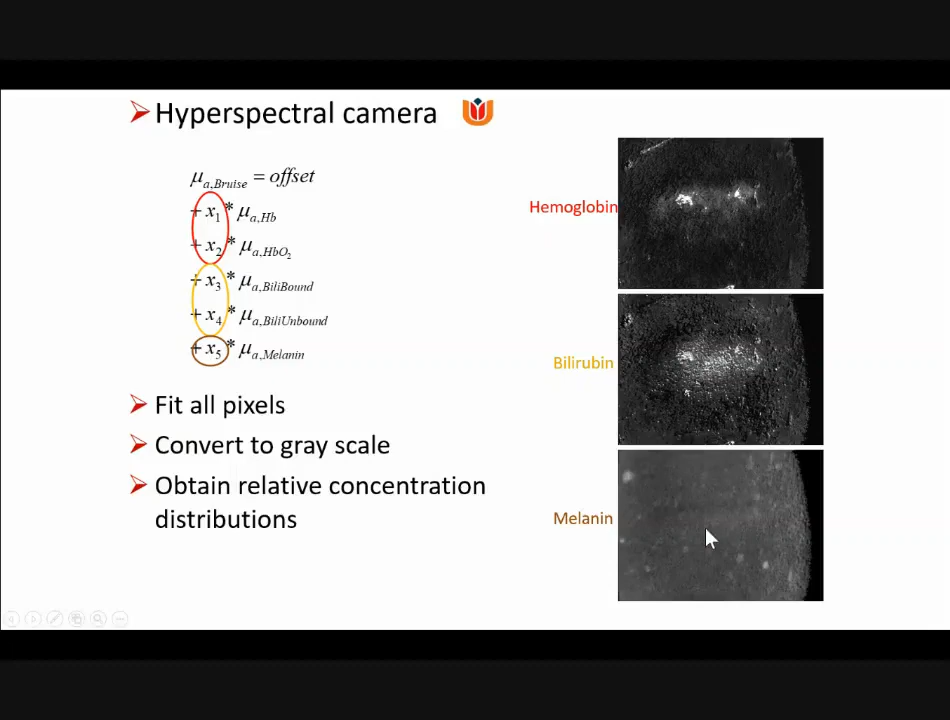 Hyperspectral camera
μa,Bruise = offset
+ x1 * μa,Hb
+ x2 * μa,HbO2
+ x3 * μa,BiliBound
+ x4 * μa,BiliUnbound
+ x5 * μa,Melanin
Fit all pixels
Convert to gray scale
Obtain relative concentration
distributions
Hemoglobin
Bilirubin
Melanin